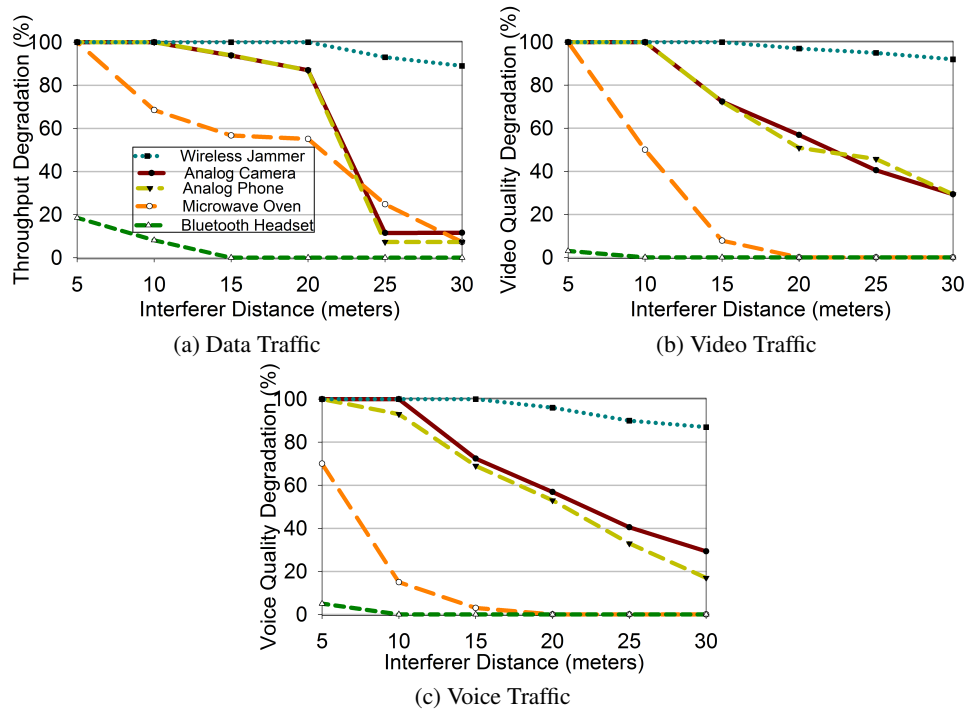 Throughput Degradation (%)
100
80
60
40
20
0
Wireless Jammer
Analog Camera
Analog Phone
Microwave Oven
Bluetooth Headset
5 10 15 20 25 30
Interferer Distance (meters)
(a) Data Traffic
Video Quality Degradation (%)
100
80
60
40
20
0
5 10 15 20 25 30
Interferer Distance (meters)
(b) Video Traffic
Voice Quality Degradation (%)
100
80
60
40
20
0
5 10 15 20 25 30
Interferer Distance (meters)
(c) Voice Traffic